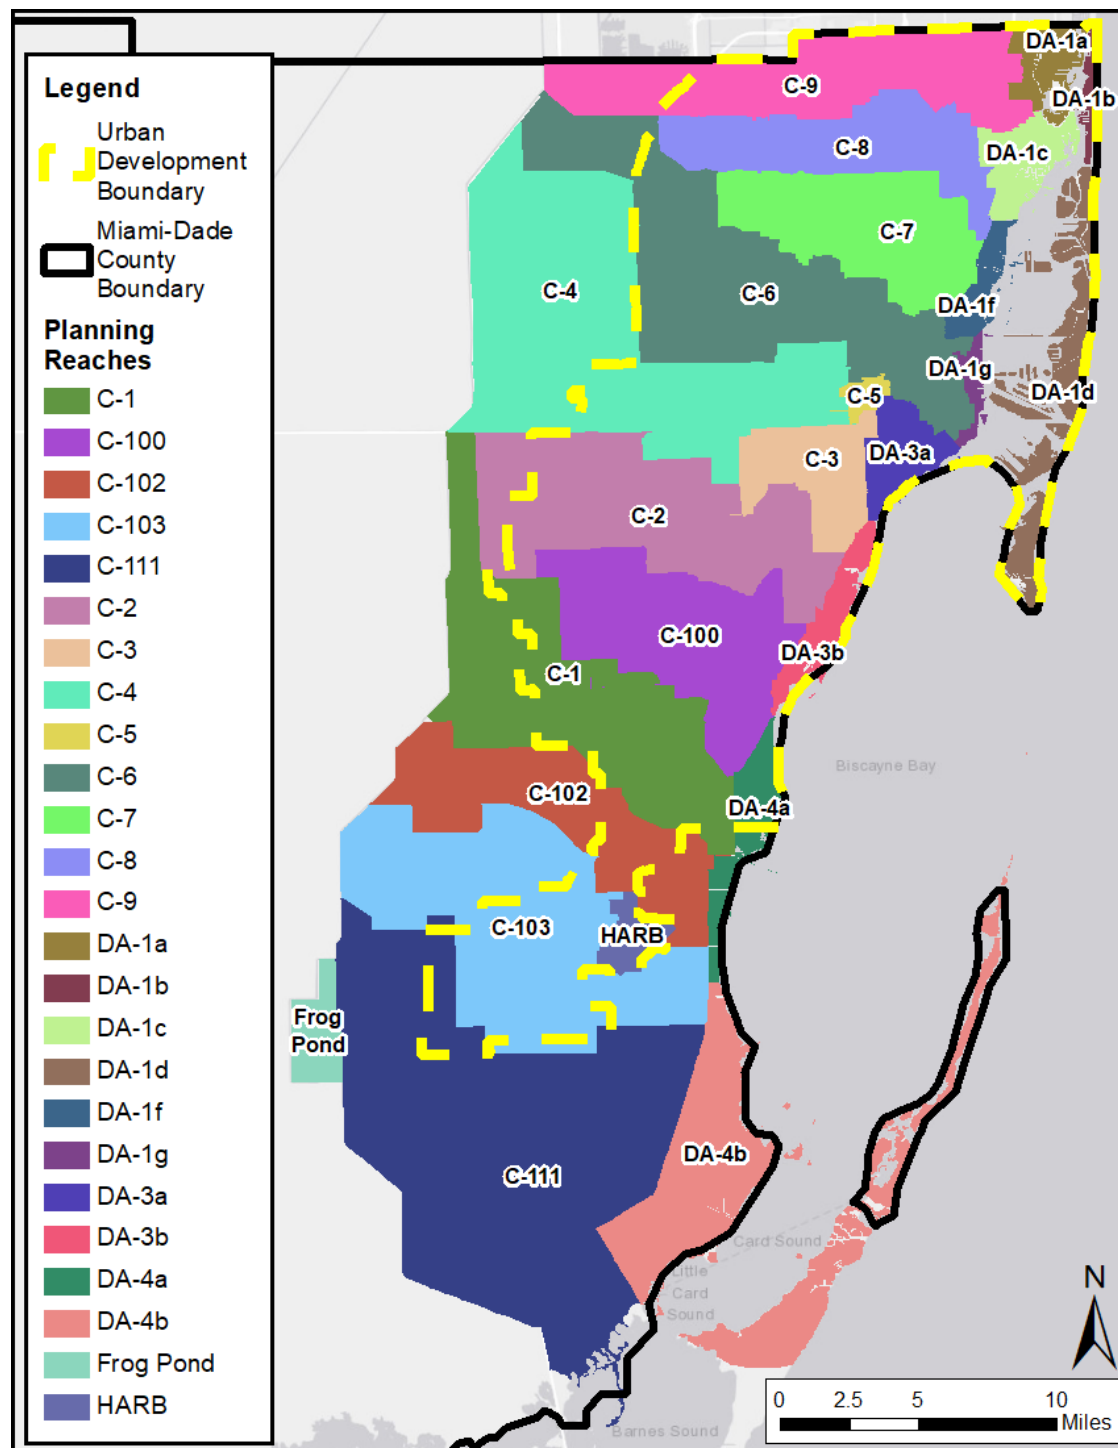 Legend
Urban
Development
Boundary
Miami-Dade
County
Boundary
Planning
Reaches
C-1
C-100
C-102
C-103
C-111
C-2
C-3
C-4
C-5
C-6
C-7
C-8
C-9
DA-1a
DA-1b
DA-1c
DA-1d
DA-1f
DA-1g
DA-3a
DA-3b
DA-4a
DA-4b
Frog Pond
HARB
DA-1a
C-9
DA-1b
C-8
DA-1c
C-7
C-4
C-6
DA-1f
DA-1g
C-5
DA-1d
C-3
DA-3a
C-2
C-100
DA-3b
C-1
Biscayne Bay
C-102
DA-4a
C-103
HARB
Frog
Pond
DA-4b
C-111
Card Sound
Little
Card
Sound
Barnes Sound
N
0 2.5 5 10
Miles